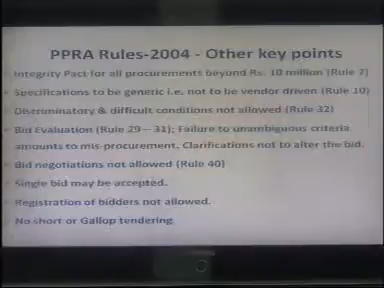 PPRA Rules-2004 - Other key points
Integrity Pact for all procurements beyond Rs. 10 million (Rule 7)
Specifications to be generic i.e. not to be vendor driven (Rule 10)
Discriminatory & difficult conditions not allowed (Rule 32)
Bid Evaluation (Rule 29 – 31); Failure to unambiguous criteria
amounts to mis-procurement. Clarifications not to alter the bid.
Bid negotiations not allowed (Rule 40)
Single bid may be accepted.
Registration of bidders not allowed.
No short or Gallop tendering